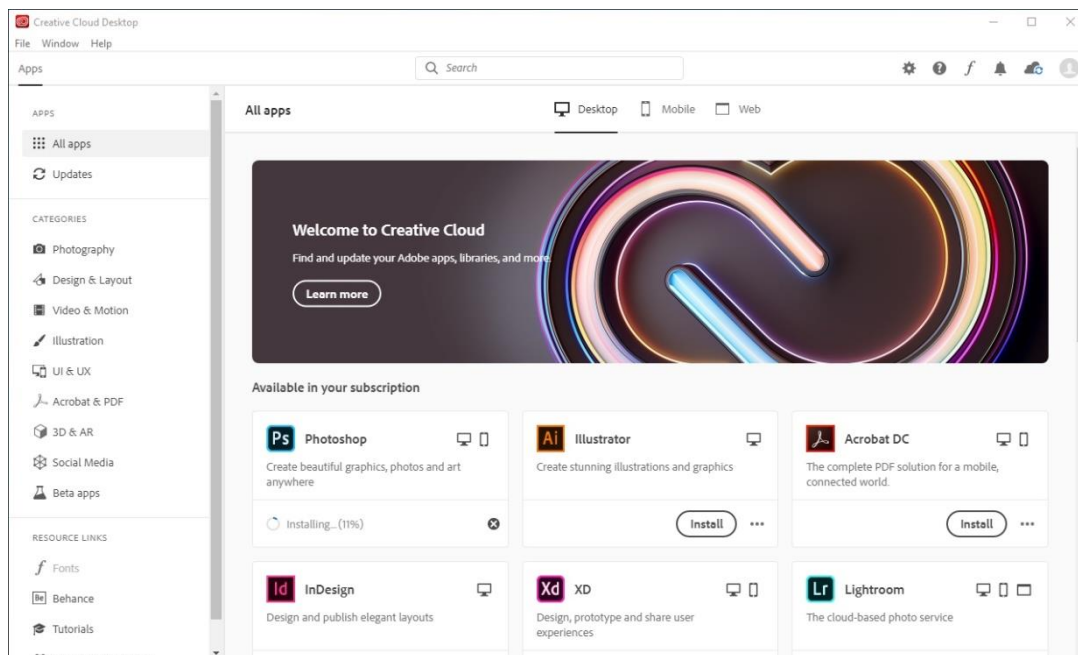 Creative Cloud Desktop
File Window Help
Apps
Search
APPS
All apps
Updates
CATEGORIES
Photography
Design & Layout
Video & Motion
Illustration
UI & UX
Acrobat & PDF
3D & AR
Social Media
Beta apps
RESOURCE LINKS
Fonts
Be Behance
Tutorials
All apps
Desktop Mobile Web
Welcome to Creative Cloud
Find and update your Adobe apps, libraries, and more.
Learn more
Available in your subscription
Ps Photoshop
Create beautiful graphics, photos and art
anywhere
Installing... (11%)
Ai Illustrator
Create stunning illustrations and graphics
Install
Acrobat DC
The complete PDF solution for a mobile,
connected world.
Install
Id InDesign
Design and publish elegant layouts
Xd XD
Design, prototype and share user
experiences
Lr Lightroom
The cloud-based photo service